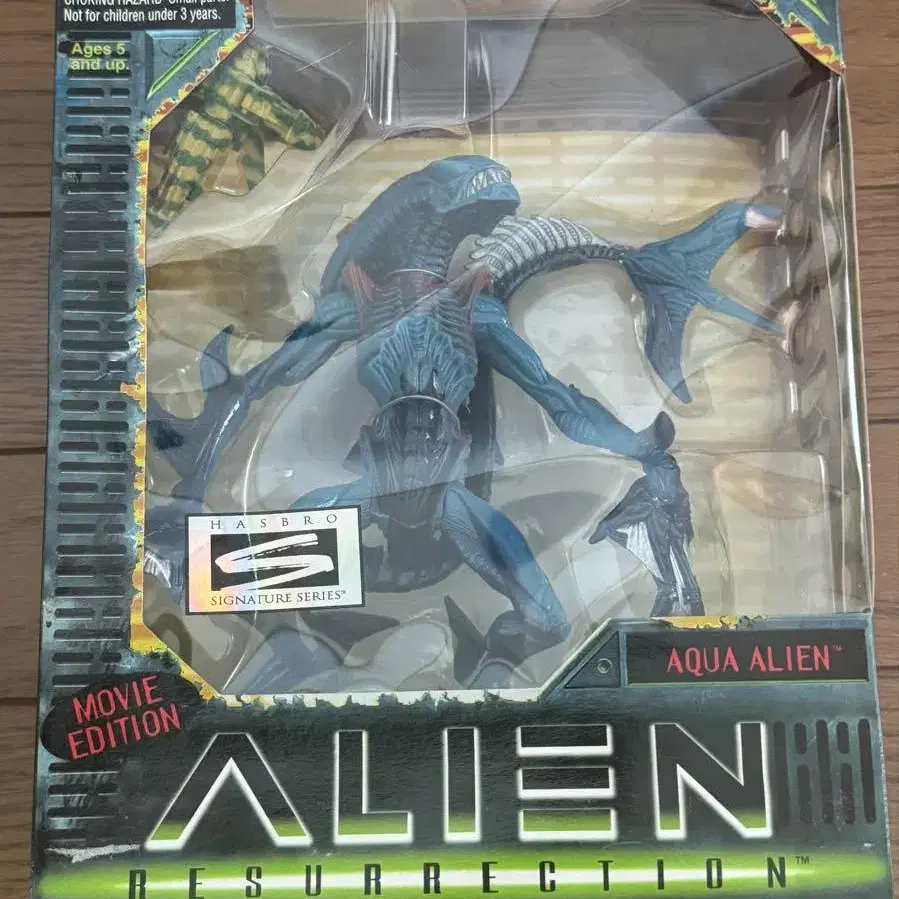 CHOKING HAZARD-Small parts.
Not for children under 3 years.
Ages 5
and up.
HASBRO
S
SIGNATURE SERIES™
AQUA ALIEN™
MOVIE
EDITION
ALIEN
RESURRECTION™